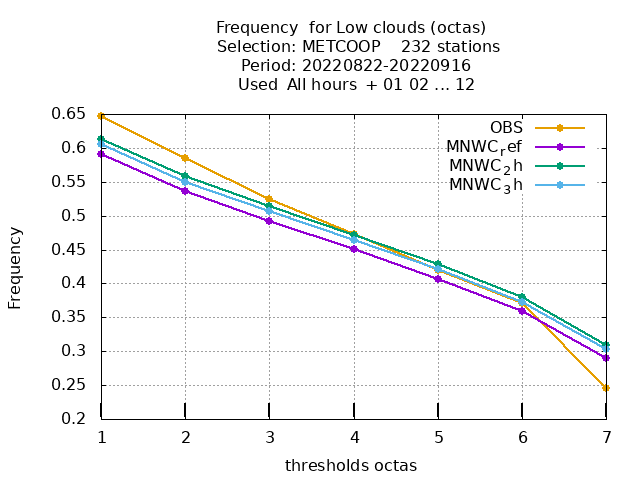 Frequency  for Low clouds (octas)
Selection: METCOOP    232 stations
Period: 20220822-20220916
Used  All hours  + 01 02 ... 12
0.65
0.6
0.55
0.5
0.45
0.4
0.35
0.3
0.25
0.2
Frequency
OBS
MNWC_ref
MNWC_2h
MNWC_3h
1 2 3 4 5 6 7
thresholds octas